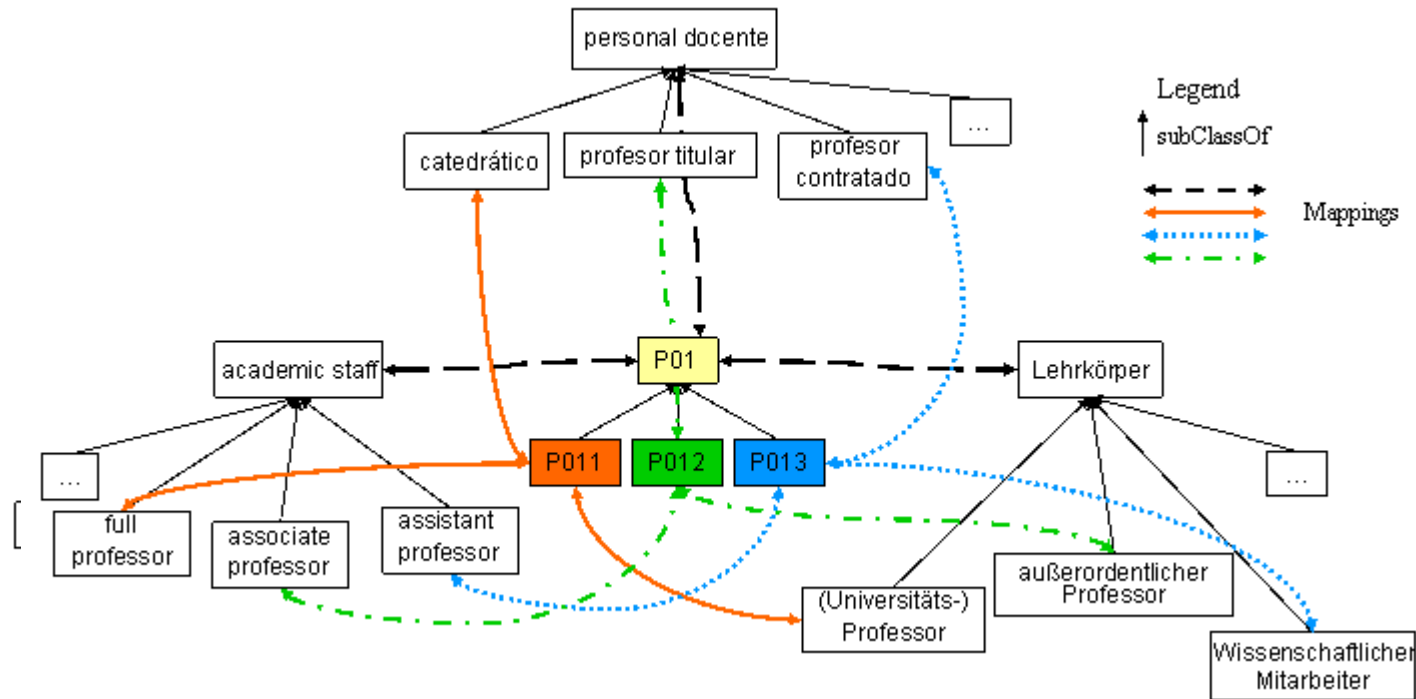 personal docente
Legend
...
subClassOf
catedrático
profesor titular
profesor
contratado
Mappings
academic staff
P01
Lehrkörper
...
P011
P012
P013
...
full
professor
associate
professor
assistant
professor
(Universitäts-)
Professor
außerordentlicher
Professor
Wissenschaftlicher
Mitarbeiter